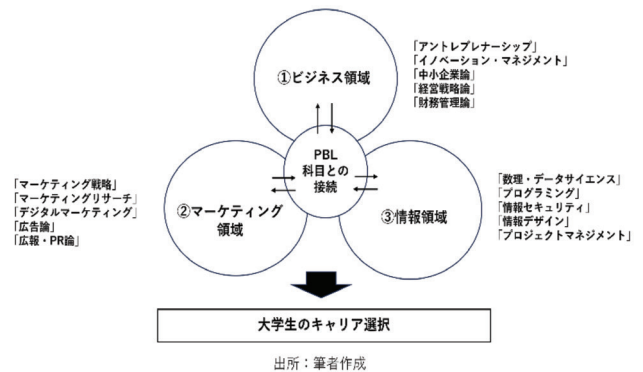 ①ビジネス領域
「アントレプレナーシップ」
「イノベーション・マネジメント」
「中小企業論」
「経営戦略論」
「財務管理論」
PBL
科目との
接続
「マーケティング戦略」
「マーケティングリサーチ」
「デジタルマーケティング」
「広告論」
「広報・PR論」
②マーケティング
領域
③情報領域
「数理・データサイエンス」
「プログラミング」
「情報セキュリティ」
「情報デザイン」
「プロジェクトマネジメント」
大学生のキャリア選択
出所：筆者作成